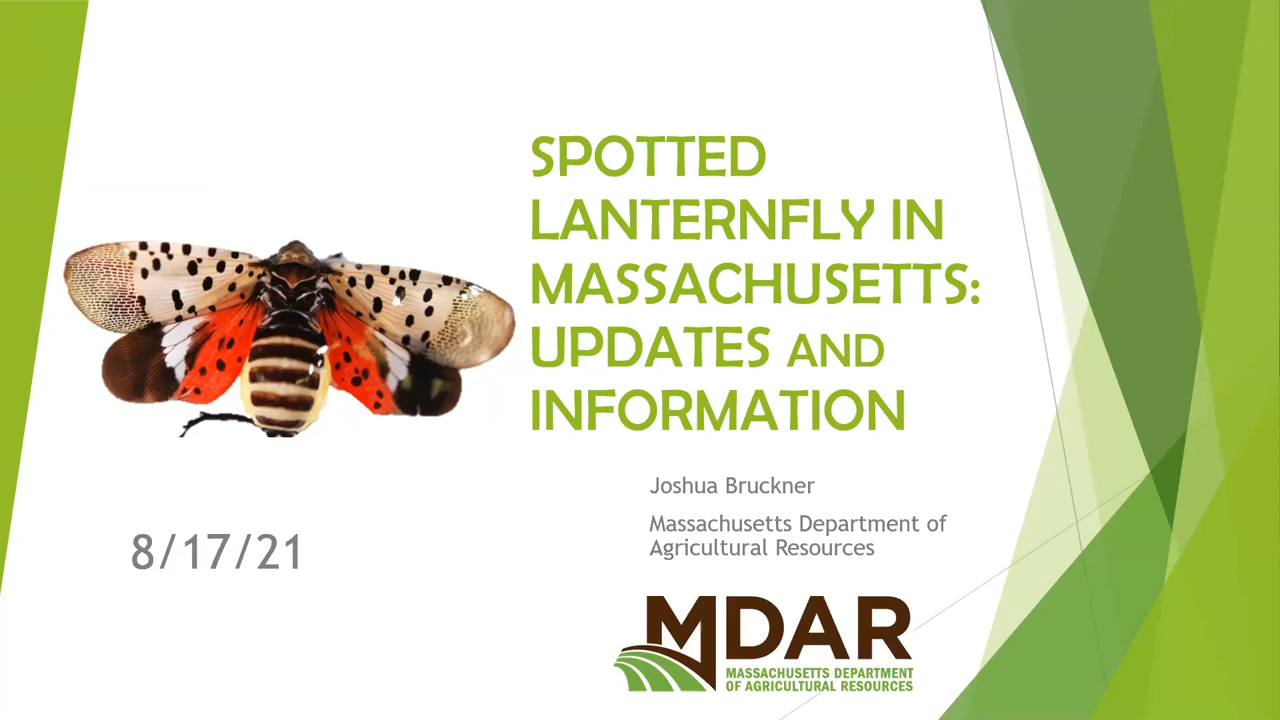 SPOTTED
LANTERNFLY IN
MASSACHUSETTS:
UPDATES AND
INFORMATION
Joshua Bruckner
Massachusetts Department of
Agricultural Resources
8/17/21
MDAR
MASSACHUSETTS DEPARTMENT
OF AGRICULTURAL RESOURCES